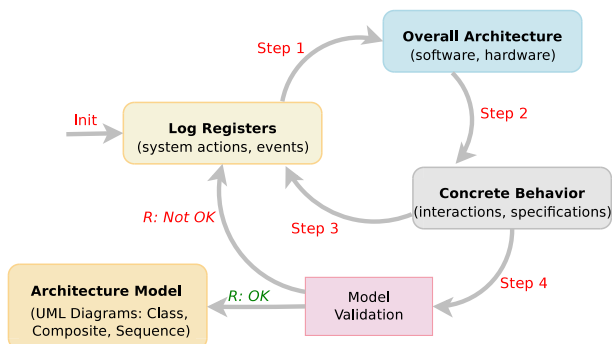 Step 1
Overall Architecture
(software, hardware)
Init
Log Registers
(system actions, events)
Step 2
Concrete Behavior
(interactions, specifications)
R: Not OK
Step 3
Step 4
Architecture Model
(UML Diagrams: Class,
Composite, Sequence)
R: OK
Model
Validation